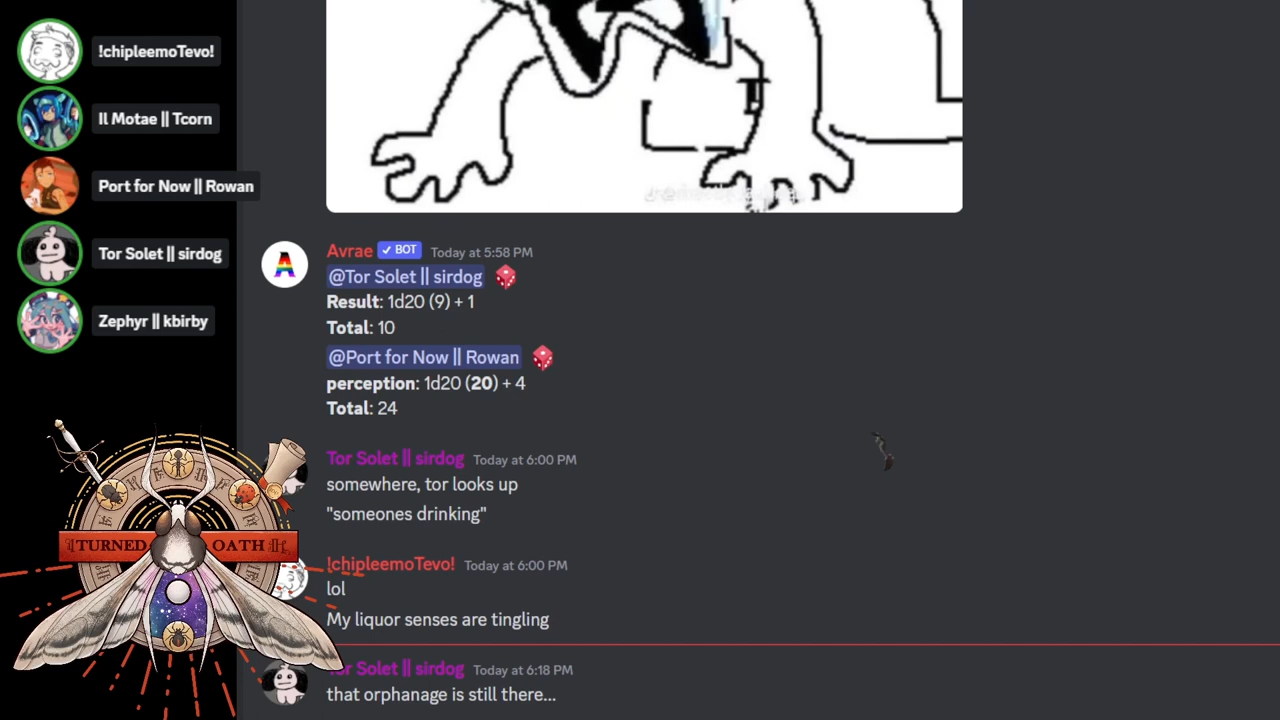 !chipleemoTevo!
Il Motae || Tcorn
Port for Now || Rowan
Tor Solet || sirdog
Zephyr || kbirby
TURNED OATH
Avrae ✓ BOT Today at 5:58 PM
@Tor Solet || sirdog
Result: 1d20 (9) + 1
Total: 10
@Port for Now || Rowan
perception: 1d20 (20) + 4
Total: 24
Tor Solet || sirdog Today at 6:00 PM
somewhere, tor looks up
"someones drinking"
!chipleemoTevo! Today at 6:00 PM
lol
My liquor senses are tingling
Tor Solet || sirdog Today at 6:18 PM
that orphanage is still there...